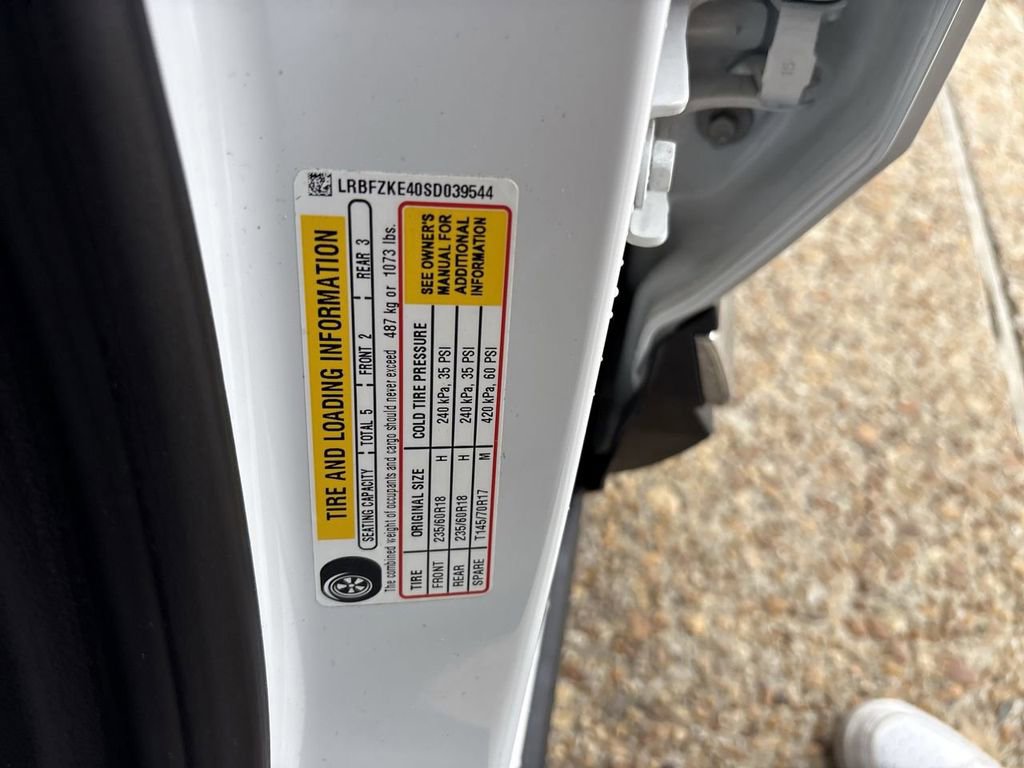 LRBFZKE40SD039544
TIRE AND LOADING INFORMATION
SEATING CAPACITY ¦ TOTAL 5 ¦ FRONT 2 ¦ REAR 3
The combined weight of occupants and cargo should never exceed 487 kg or 1073 lbs.
TIRE ORIGINAL SIZE COLD TIRE PRESSURE
FRONT 235/60R18 H 240 kPa, 35 PSI
REAR 235/60R18 H 240 kPa, 35 PSI
SPARE T145/70R17 M 420 kPa, 60 PSI
SEE OWNER'S
MANUAL FOR
ADDITIONAL
INFORMATION